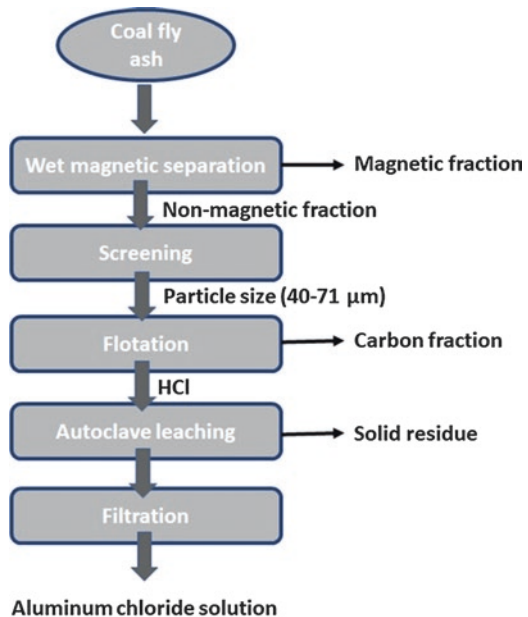 Coal fly
ash
Wet magnetic separation
Magnetic fraction
Non-magnetic fraction
Screening
Particle size (40-71 μm)
Flotation
Carbon fraction
HCl
Autoclave leaching
Solid residue
Filtration
Aluminum chloride solution